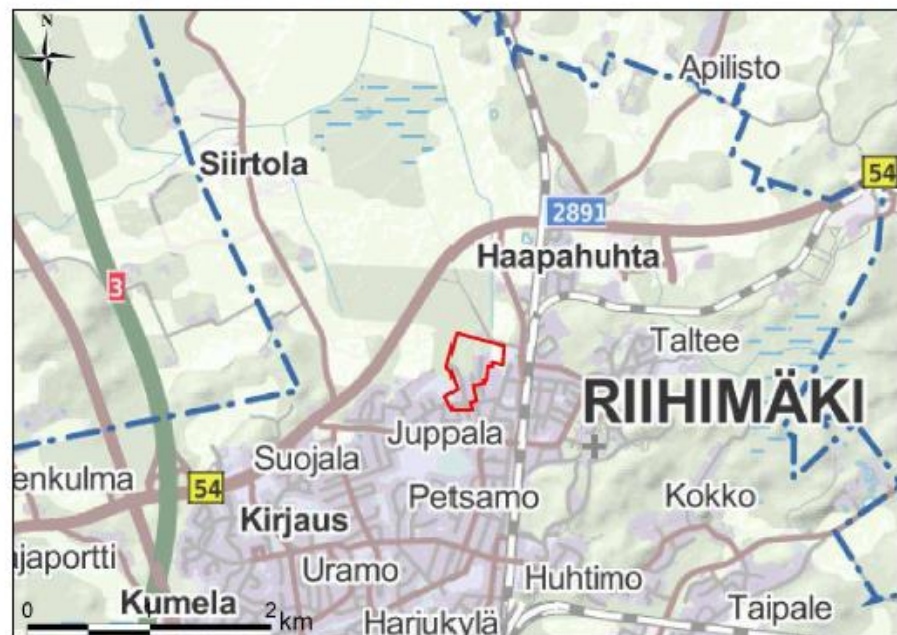 N
Apilisto
Siirtola
54
2891
Haapahuhta
3
Taltee
RIIHIMÄKI
Juppala
Suojala
enkulma
54
Petsamo
Kokko
Kirjaus
ajaportti
Uramo
Huhtimo
0 2 km
Kumela
Harjukylä
Taipale